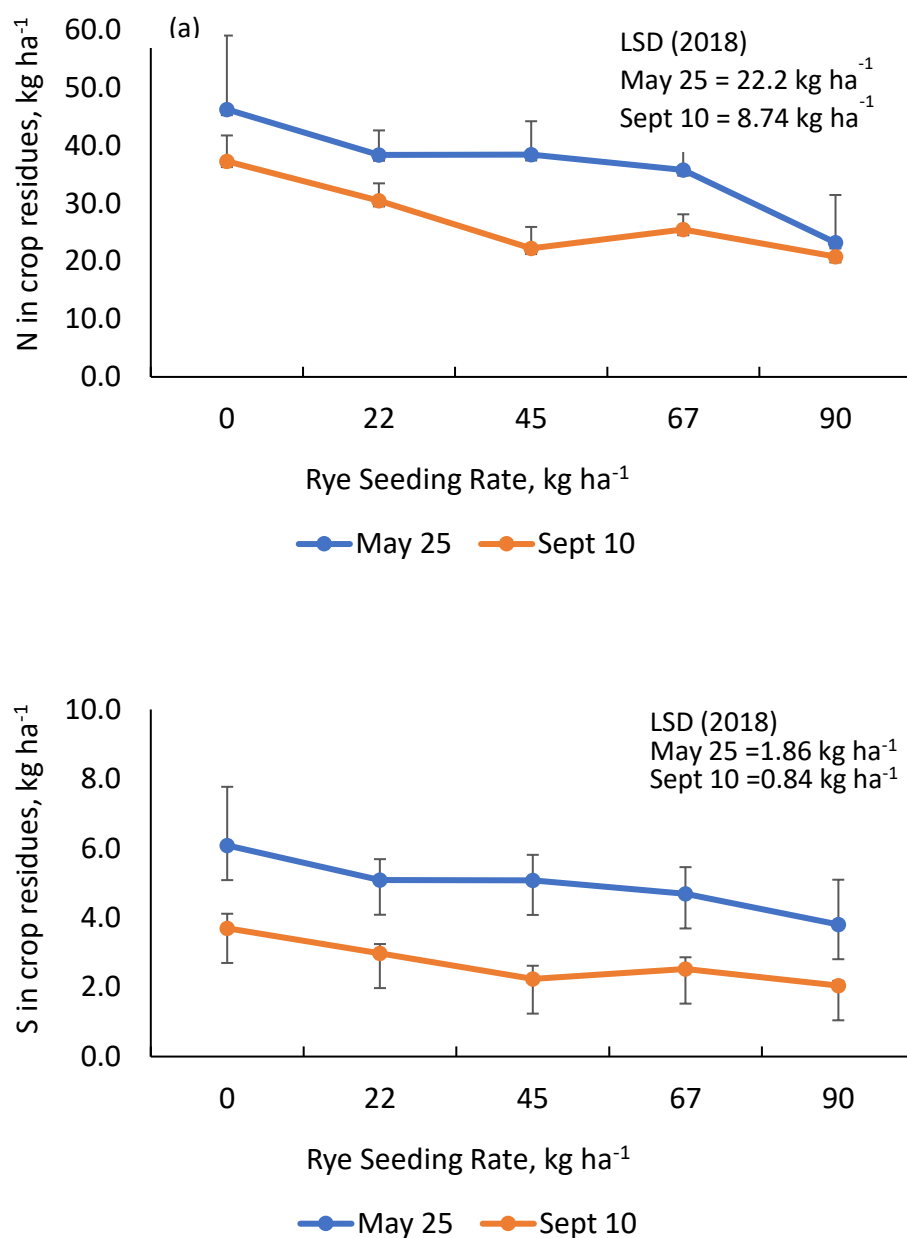 (a)
LSD (2018)
May 25 = 22.2 kg ha⁻¹
Sept 10 = 8.74 kg ha⁻¹
N in crop residues, kg ha⁻¹
60.0
50.0
40.0
30.0
20.0
10.0
0.0
0 22 45 67 90
Rye Seeding Rate, kg ha⁻¹
May 25 Sept 10
LSD (2018)
May 25 =1.86 kg ha⁻¹
Sept 10 =0.84 kg ha⁻¹
S in crop residues, kg ha⁻¹
10.0
8.0
6.0
4.0
2.0
0.0
0 22 45 67 90
Rye Seeding Rate, kg ha⁻¹
May 25 Sept 10